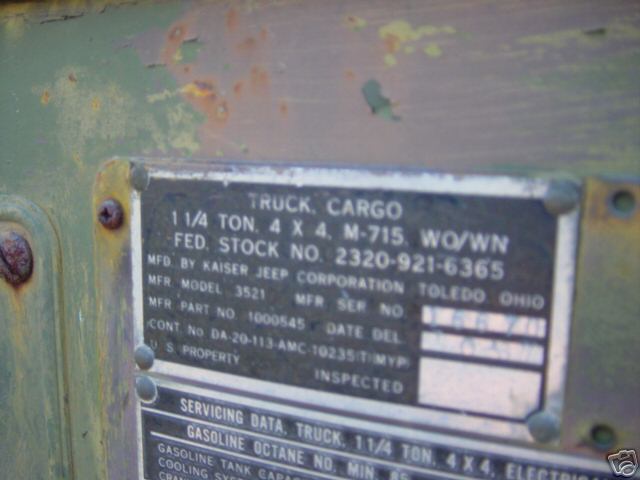 TRUCK, CARGO
1 1/4 TON, 4 X 4, M-715, WO/WN
FED. STOCK NO. 2320-921-6365
MFD BY KAISER JEEP CORPORATION TOLEDO OHIO
MFR MODEL 3521 MFR SER NO.
MFR PART NO 1000545 DATE DEL.
CONT. NO. DA-20-113-AMC-10235(T)(MYP)
U. S. PROPERTY
INSPECTED
SERVICING DATA, TRUCK, 1 1/4 TON, 4 X 4,
GASOLINE OCTANE NO. MIN.
GASOLINE TANK
COOLING